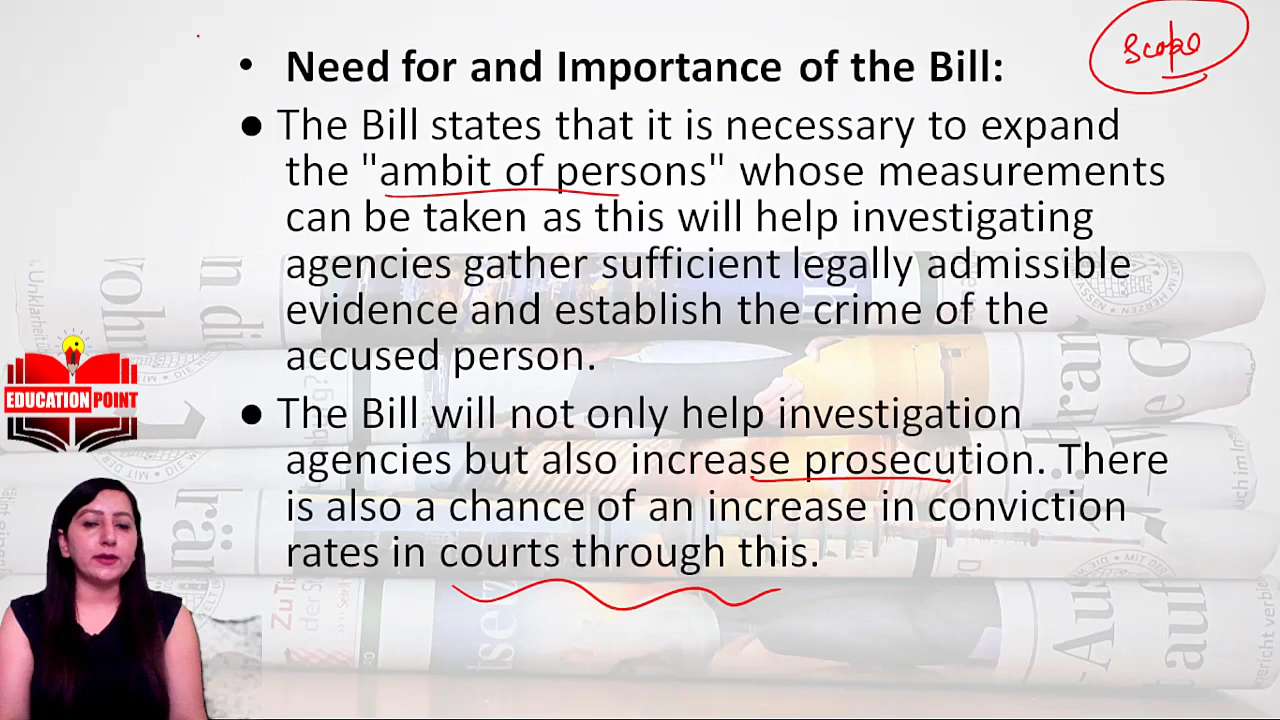 Scope
• Need for and Importance of the Bill:
● The Bill states that it is necessary to expand
the "ambit of persons" whose measurements
can be taken as this will help investigating
agencies gather sufficient legally admissible
evidence and establish the crime of the
accused person.
● The Bill will not only help investigation
agencies but also increase prosecution. There
is also a chance of an increase in conviction
rates in courts through this.
EDUCATION POINT